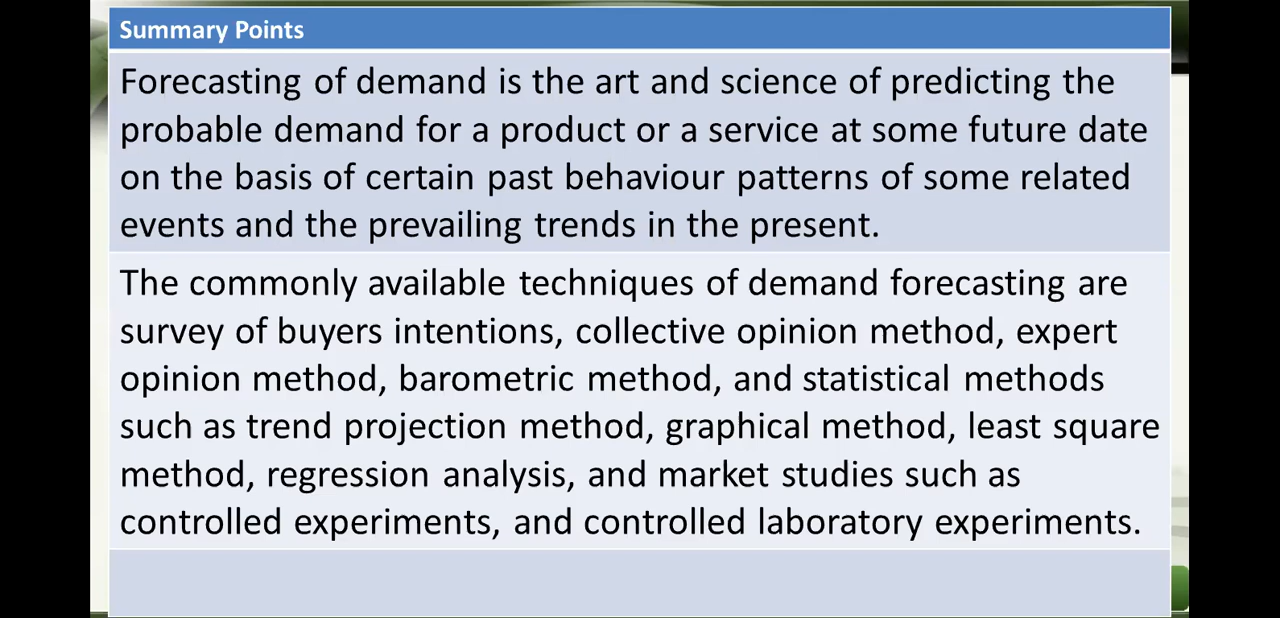 Summary Points
Forecasting of demand is the art and science of predicting the
probable demand for a product or a service at some future date
on the basis of certain past behaviour patterns of some related
events and the prevailing trends in the present.
The commonly available techniques of demand forecasting are
survey of buyers intentions, collective opinion method, expert
opinion method, barometric method, and statistical methods
such as trend projection method, graphical method, least square
method, regression analysis, and market studies such as
controlled experiments, and controlled laboratory experiments.